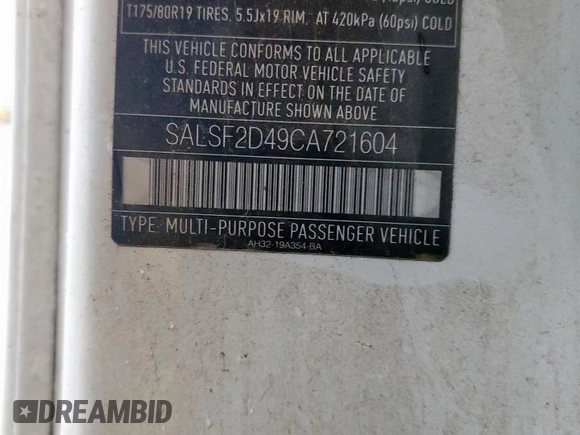 T175/80R19 TIRES. 5.5Jx19 RIM. AT 420kPa (60psi) COLD
THIS VEHICLE CONFORMS TO ALL APPLICABLE
U.S. FEDERAL MOTOR VEHICLE SAFETY
STANDARDS IN EFFECT ON THE DATE OF
MANUFACTURE SHOWN ABOVE
SALSF2D49CA721604
TYPE: MULTI-PURPOSE PASSENGER VEHICLE
AH32-19A354-BA
DREAMBID